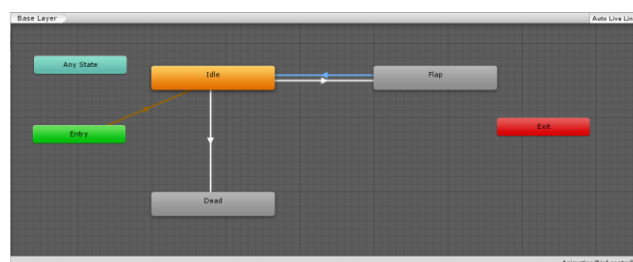 Base Layer
Auto Live Lin
Any State
Idle
Flap
Entry
Exit
Dead